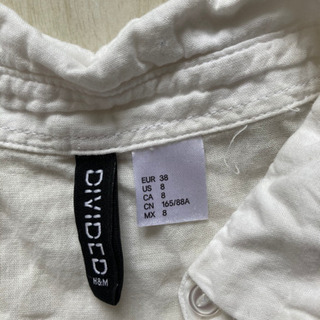 DIVIDED
H&M
EUR 38
US 8
CA 8
CN 165/88A
MX 8